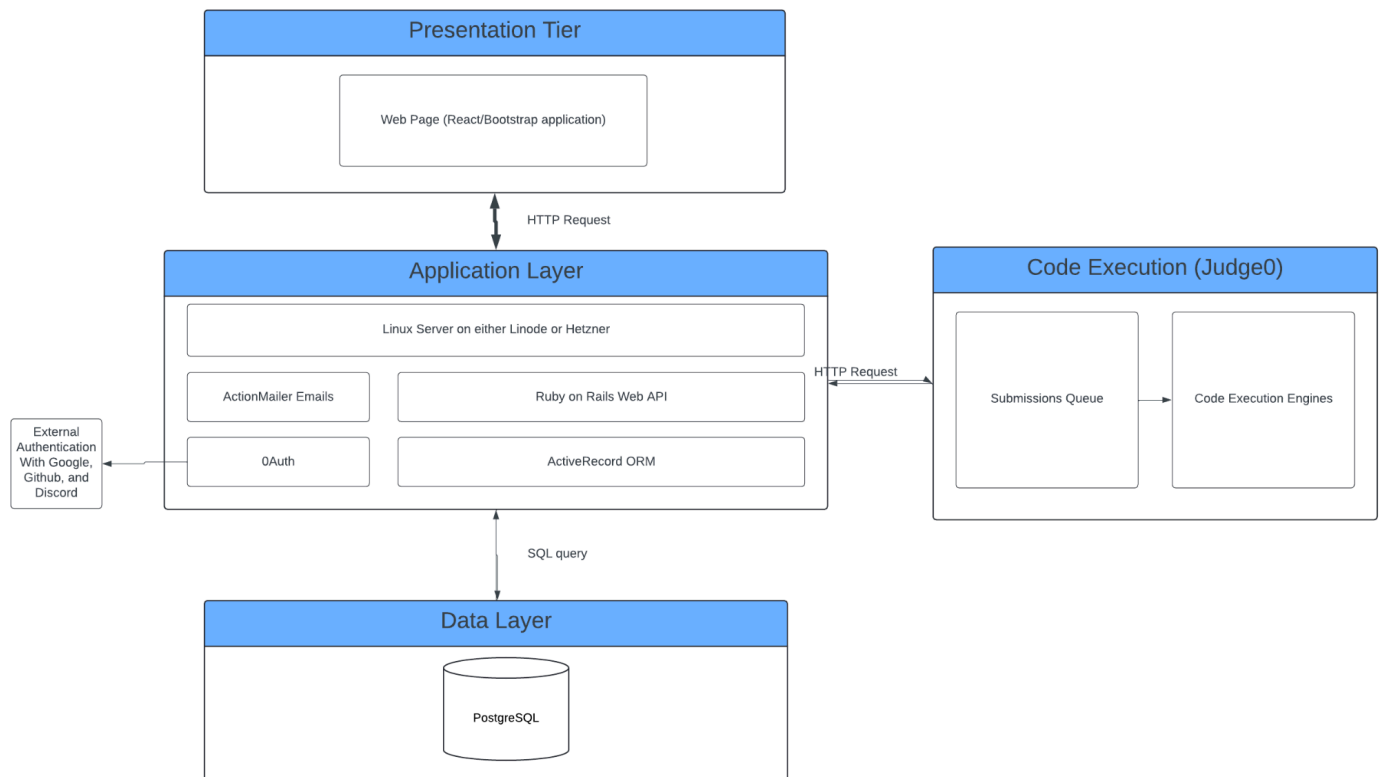 Presentation Tier
Web Page (React/Bootstrap application)
HTTP Request
Application Layer
Linux Server on either Linode or Hetzner
ActionMailer Emails
Ruby on Rails Web API
0Auth
ActiveRecord ORM
External
Authentication
With Google,
Github, and
Discord
HTTP Request
Code Execution (Judge0)
Submissions Queue
Code Execution Engines
SQL query
Data Layer
PostgreSQL